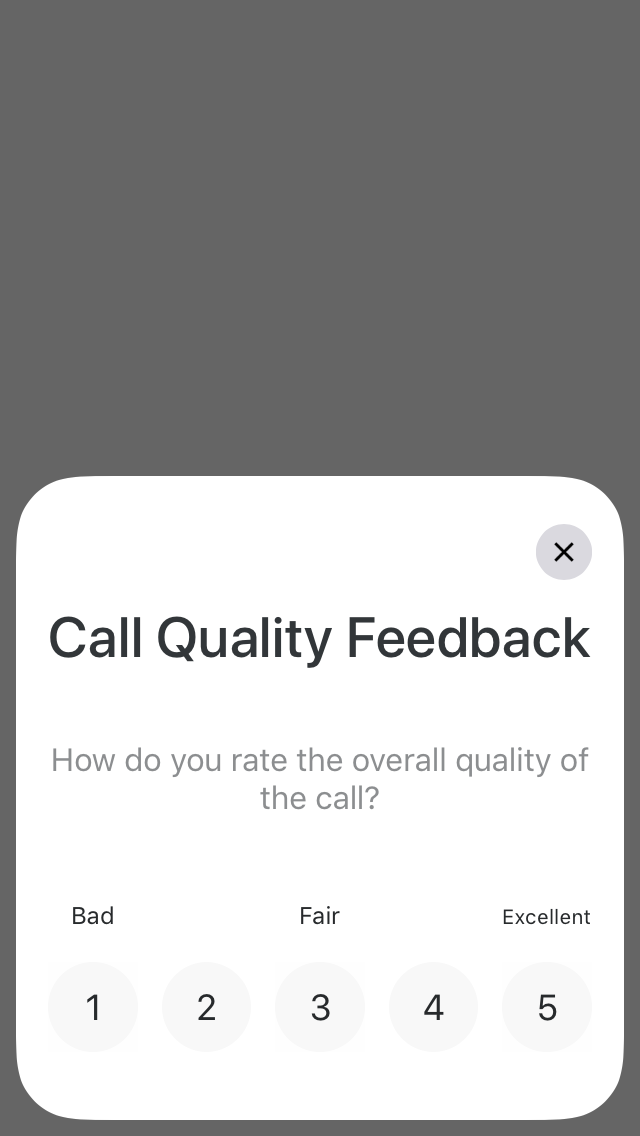 Call Quality Feedback
How do you rate the overall quality of
the call?
Bad Fair Excellent
1 2 3 4 5